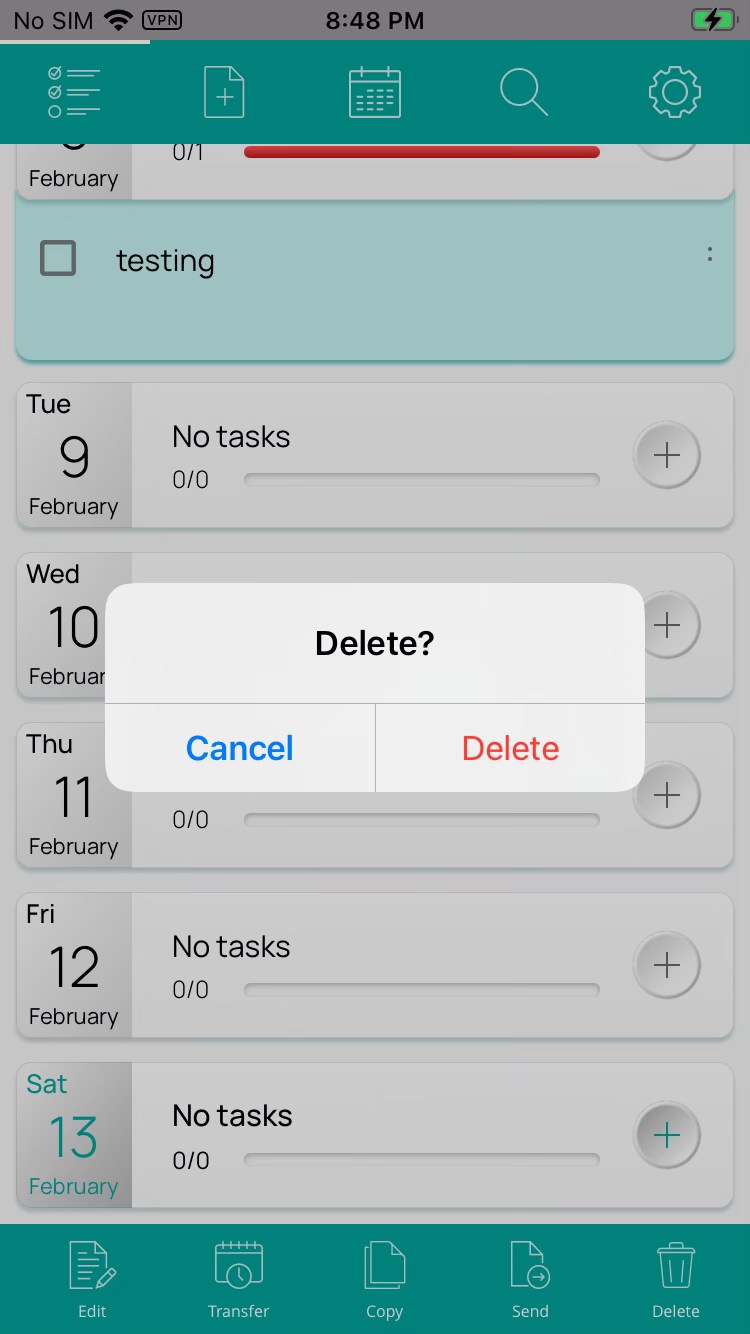 No SIM VPN 8:48 PM
0/1
February
testing
Tue
9
February
No tasks
0/0
Wed
10
Februar
Delete?
Cancel Delete
Thu
11
February
0/0
Fri
12
February
No tasks
0/0
Sat
13
February
No tasks
0/0
Edit Transfer Copy Send Delete